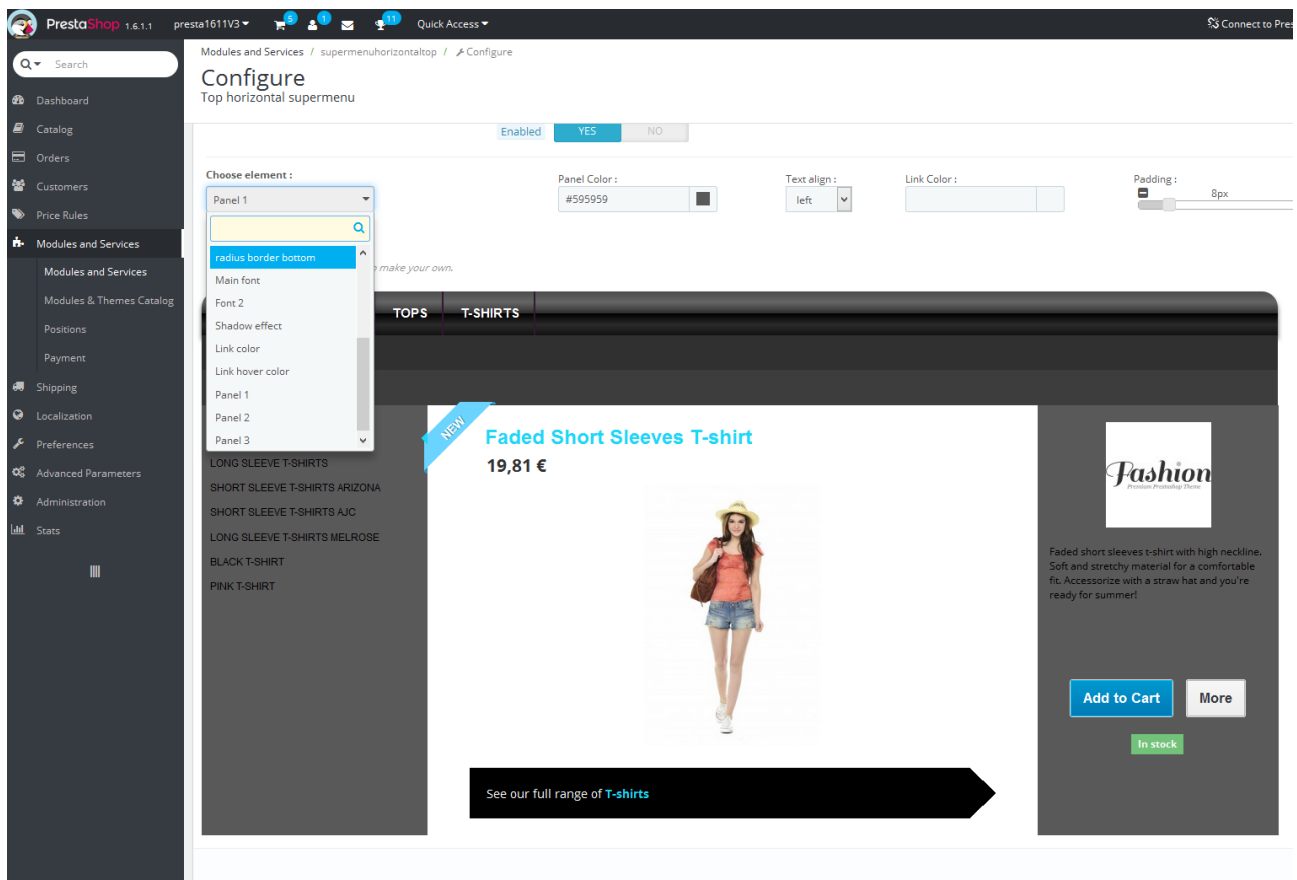 PrestaShop 1.6.1.1 presta1611V3 5 1 11 Quick Access Connect to Pres
Modules and Services / supermenuhorizontaltop / Configure
Configure
Top horizontal supermenu
Search
Dashboard
Catalog
Orders
Customers
Price Rules
Modules and Services
Modules and Services
Modules & Themes Catalog
Positions
Payment
Shipping
Localization
Preferences
Advanced Parameters
Administration
Stats
Enabled YES NO
Choose element : Panel Color : Text align : Link Color : Padding :
Panel 1 #595959 left 8px
radius border bottom
make your own.
Main font
Font 2
Shadow effect
Link color
Link hover color
Panel 1
Panel 2
Panel 3
TOPS T-SHIRTS
LONG SLEEVE T-SHIRTS
SHORT SLEEVE T-SHIRTS ARIZONA
SHORT SLEEVE T-SHIRTS AJC
LONG SLEEVE T-SHIRTS MELROSE
BLACK T-SHIRT
PINK T-SHIRT
NEW
Faded Short Sleeves T-shirt
19,81 €
See our full range of T-shirts
Fashion
Premium Prestashop Theme
Faded short sleeves t-shirt with high neckline.
Soft and stretchy material for a comfortable
fit. Accessorize with a straw hat and you're
ready for summer!
Add to Cart More
In stock